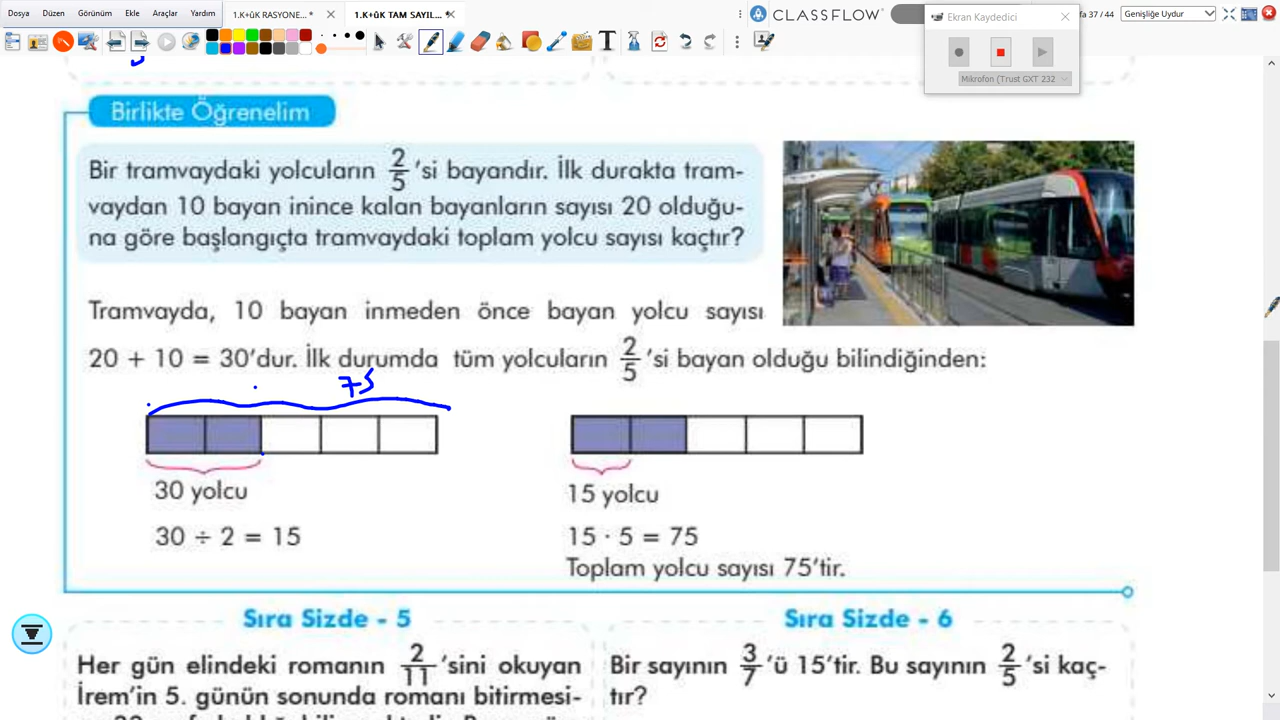 Dosya Düzen Görünüm Ekle Araçlar Yardım
1.K+ûK RASYONE... *
1.K+ûK TAM SAYIL...
CLASSFLOW
fa 37 / 44
Genişliğe Uydur
Ekran Kaydedici
Mikrofon (Trust GXT 232
Birlikte Öğrenelim
Bir tramvaydaki yolcuların 2/5 'si bayandır. İlk durakta tram-
vaydan 10 bayan inince kalan bayanların sayısı 20 olduğu-
na göre başlangıçta tramvaydaki toplam yolcu sayısı kaçtır?
Tramvayda, 10 bayan inmeden önce bayan yolcu sayısı
20 + 10 = 30'dur. İlk durumda tüm yolcuların 2/5 'si bayan olduğu bilindiğinden:
75
30 yolcu
30 ÷ 2 = 15
15 yolcu
15 · 5 = 75
Toplam yolcu sayısı 75'tir.
Sıra Sizde - 5
Her gün elindeki romanın 2/11 'sini okuyan
İrem'in 5. günün sonunda romanı bitirmesi-
Sıra Sizde - 6
Bir sayının 3/7 'ü 15'tir. Bu sayının 2/5 'si kaç-
tır?